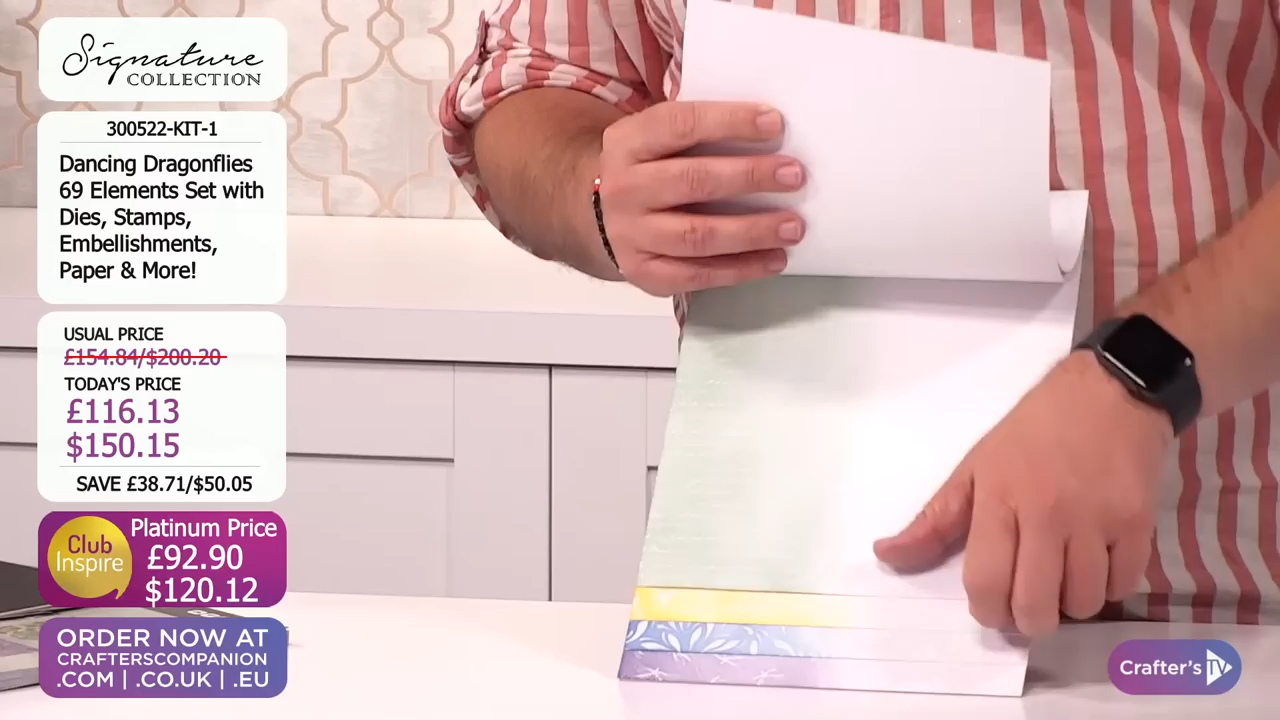 Signature
COLLECTION
300522-KIT-1
Dancing Dragonflies
69 Elements Set with
Dies, Stamps,
Embellishments,
Paper & More!
USUAL PRICE
£154.84/$200.20
TODAY'S PRICE
£116.13
$150.15
SAVE £38.71/$50.05
Club
Inspire
Platinum Price
£92.90
$120.12
ORDER NOW AT
CRAFTERSCOMPANION
.COM | .CO.UK | .EU
Crafter's TV